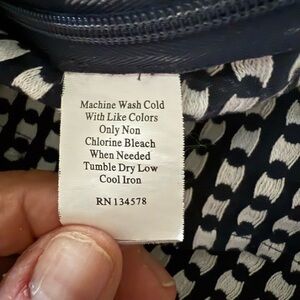 Machine Wash Cold
With Like Colors
Only Non
Chlorine Bleach
When Needed
Tumble Dry Low
Cool Iron
RN 134578